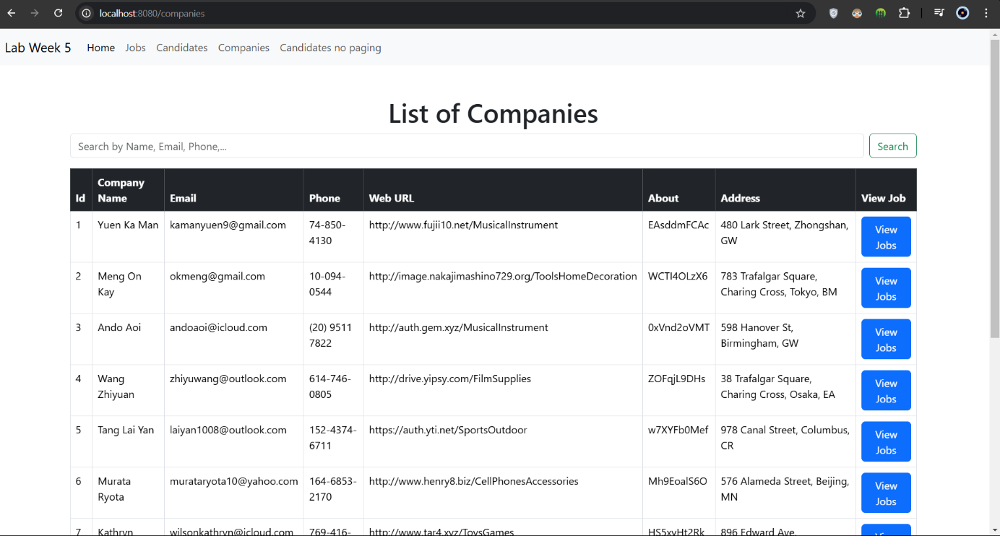 localhost:8080/companies
Lab Week 5 Home Jobs Candidates Companies Candidates no paging
List of Companies
Search by Name, Email, Phone,... Search
Id Company Name Email Phone Web URL About Address View Job
1 Yuen Ka Man kamanyuen9@gmail.com 74-850-4130 http://www.fujii10.net/MusicalInstrument EAsddmFCAc 480 Lark Street, Zhongshan, GW View Jobs
2 Meng On Kay okmeng@gmail.com 10-094-0544 http://image.nakajimashino729.org/ToolsHomeDecoration WCTI4OLzX6 783 Trafalgar Square, Charing Cross, Tokyo, BM View Jobs
3 Ando Aoi andoaoi@icloud.com (20) 9511 7822 http://auth.gem.xyz/MusicalInstrument 0xVnd2oVMT 598 Hanover St, Birmingham, GW View Jobs
4 Wang Zhiyuan zhiyuwang@outlook.com 614-746-0805 http://drive.yipsy.com/FilmSupplies ZOFqjL9DHs 38 Trafalgar Square, Charing Cross, Osaka, EA View Jobs
5 Tang Lai Yan laiyan1008@outlook.com 152-4374-6711 https://auth.yti.net/SportsOutdoor w7XYFb0Mef 978 Canal Street, Columbus, CR View Jobs
6 Murata Ryota murataryota10@yahoo.com 164-6853-2170 http://www.henry8.biz/CellPhonesAccessories Mh9EoalS6O 576 Alameda Street, Beijing, MN View Jobs
7 Kathryn wilsonkathryn@icloud.com 769-416- http://www.tar4.xyz/ToysGames HS5xyHt2Rk 896 Edward Ave, View